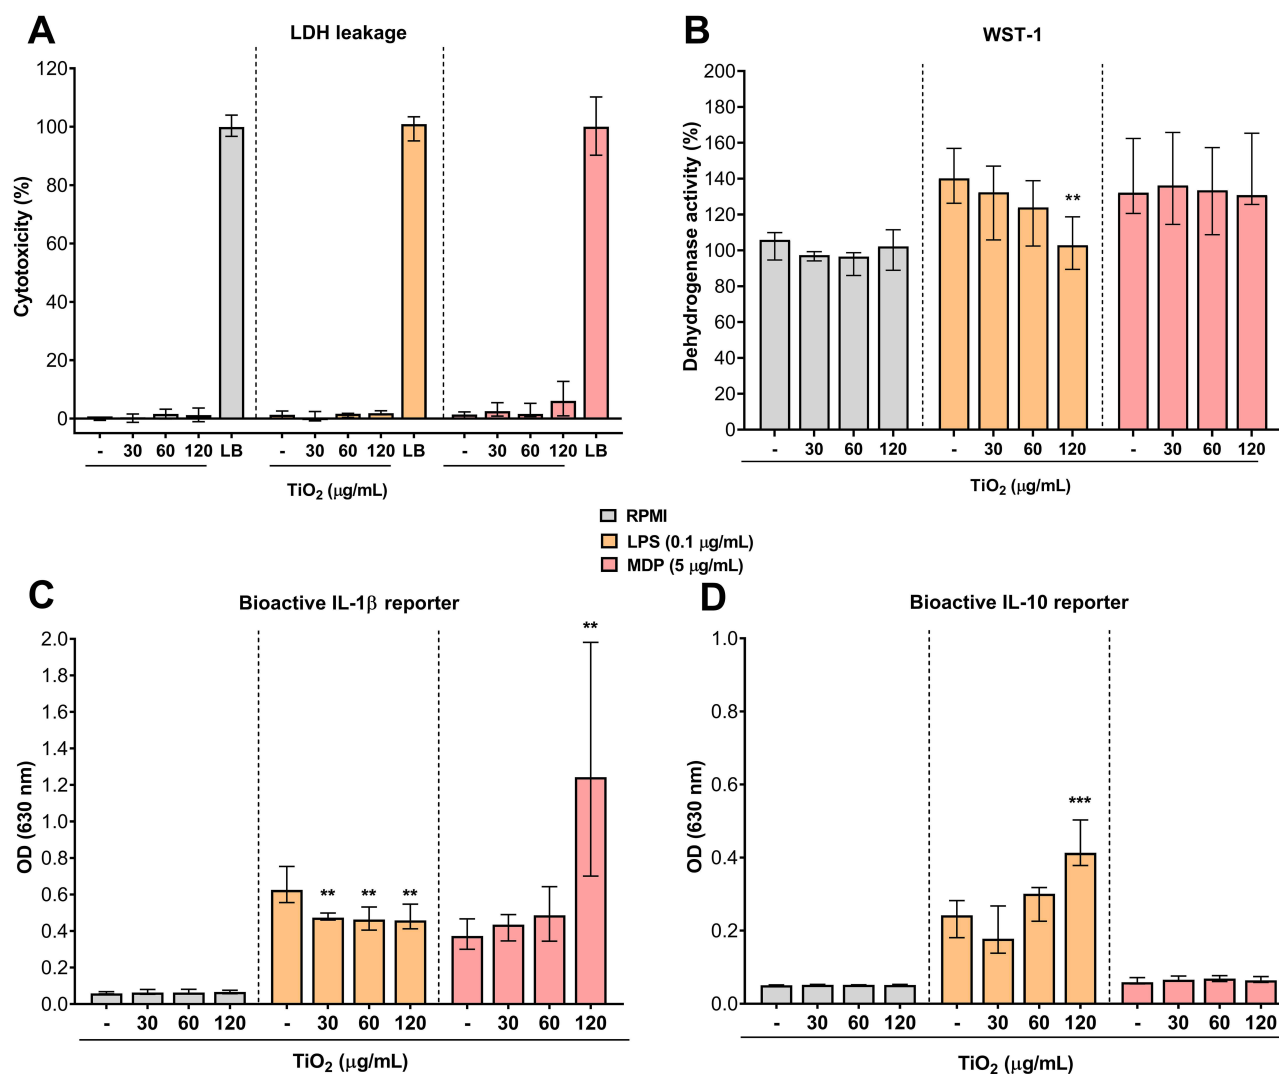 A
LDH leakage
Cytotoxicity (%)
120
100
80
60
40
20
0
- 30 60 120 LB - 30 60 120 LB - 30 60 120 LB
TiO2 (μg/mL)
B
WST-1
Dehydrogenase activity (%)
200
180
160
140
120
100
80
60
40
20
0
**
- 30 60 120 - 30 60 120 - 30 60 120
TiO2 (μg/mL)
RPMI
LPS (0.1 μg/mL)
MDP (5 μg/mL)
C
Bioactive IL-1β reporter
OD (630 nm)
2.0
1.8
1.6
1.4
1.2
1.0
0.8
0.6
0.4
0.2
0.0
** ** ** **
- 30 60 120 - 30 60 120 - 30 60 120
TiO2 (μg/mL)
D
Bioactive IL-10 reporter
OD (630 nm)
1.0
0.8
0.6
0.4
0.2
0.0
***
- 30 60 120 - 30 60 120 - 30 60 120
TiO2 (μg/mL)